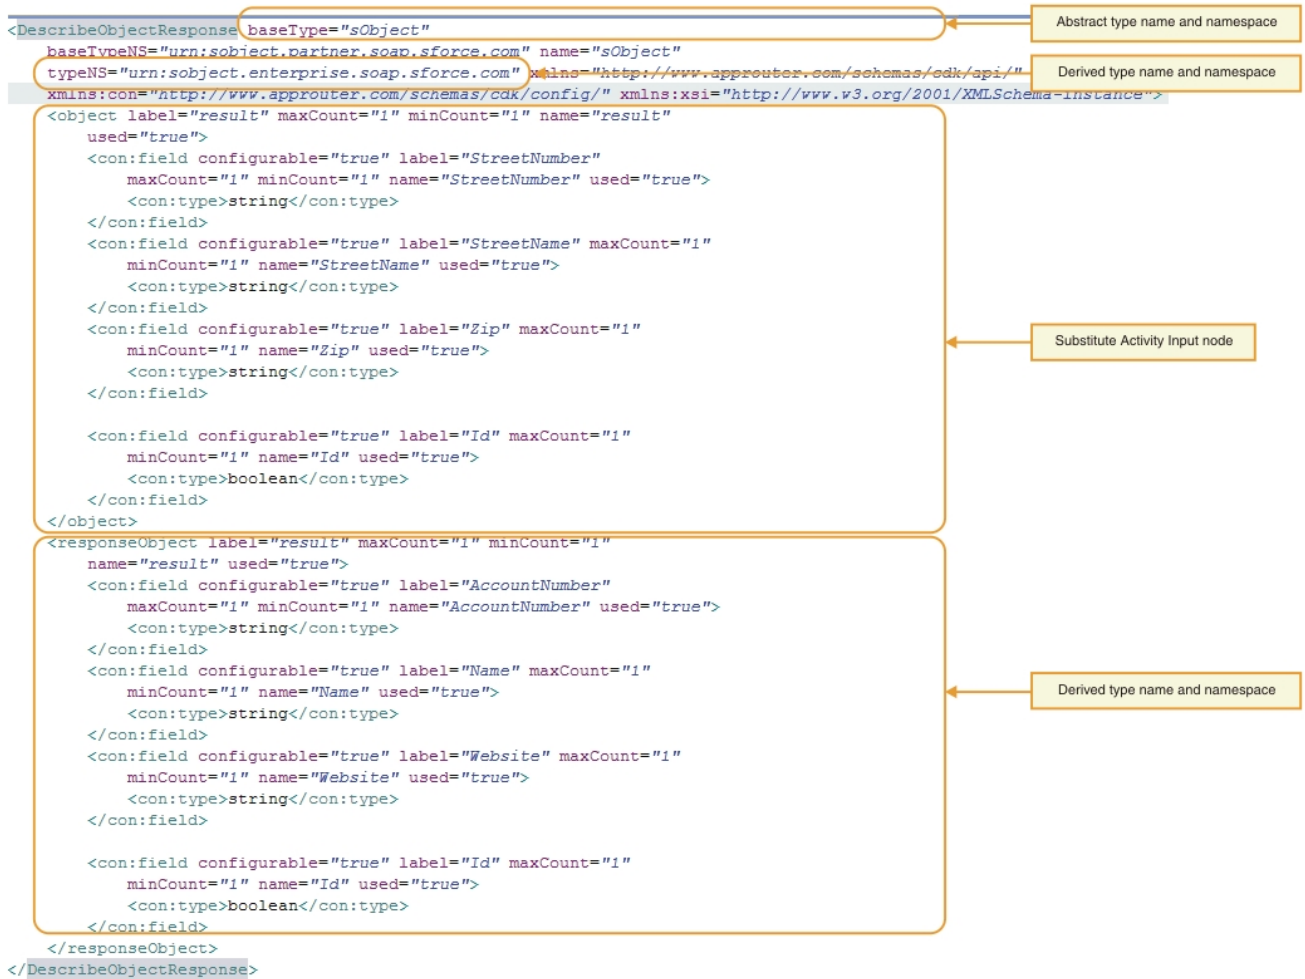 <DescribeObjectResponse baseType="sObject"
Abstract type name and namespace
baseTypeNS="urn:sobject.partner.soap.sforce.com" name="sObject"
typeNS="urn:sobject.enterprise.soap.sforce.com" xmlns="http://www.approuter.com/schemas/cdk/api/"
Derived type name and namespace
xmlns:con="http://www.approuter.com/schemas/cdk/config/" xmlns:xsi="http://www.w3.org/2001/XMLSchema-instance">
<object label="result" maxCount="1" minCount="1" name="result"
used="true">
<con:field configurable="true" label="StreetNumber"
maxCount="1" minCount="1" name="StreetNumber" used="true">
<con:type>string</con:type>
</con:field>
<con:field configurable="true" label="StreetName" maxCount="1"
minCount="1" name="StreetName" used="true">
<con:type>string</con:type>
</con:field>
<con:field configurable="true" label="Zip" maxCount="1"
Substitute Activity Input node
minCount="1" name="Zip" used="true">
<con:type>string</con:type>
</con:field>
<con:field configurable="true" label="Id" maxCount="1"
minCount="1" name="Id" used="true">
<con:type>boolean</con:type>
</con:field>
</object>
<responseObject label="result" maxCount="1" minCount="1"
name="result" used="true">
<con:field configurable="true" label="AccountNumber"
maxCount="1" minCount="1" name="AccountNumber" used="true">
<con:type>string</con:type>
</con:field>
<con:field configurable="true" label="Name" maxCount="1"
minCount="1" name="Name" used="true">
Derived type name and namespace
<con:type>string</con:type>
</con:field>
<con:field configurable="true" label="Website" maxCount="1"
minCount="1" name="Website" used="true">
<con:type>string</con:type>
</con:field>
<con:field configurable="true" label="Id" maxCount="1"
minCount="1" name="Id" used="true">
<con:type>boolean</con:type>
</con:field>
</responseObject>
</DescribeObjectResponse>